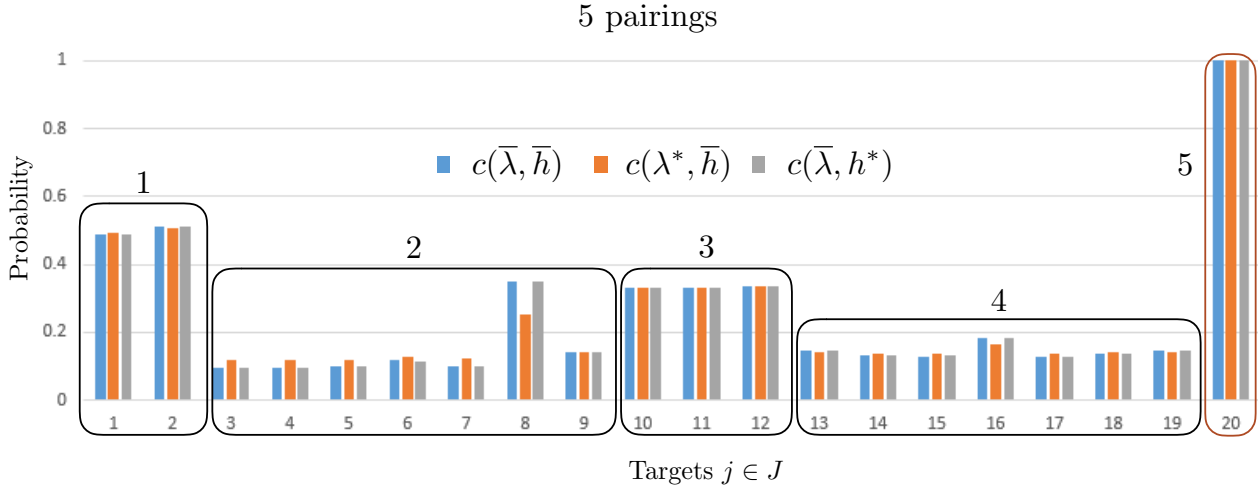 5 pairings
Probability
1
0.8
0.6
0.4
0.2
0
c(λ̅, h̅) c(λ*, h̅) c(λ̅, h*)
1
2
3
4
5
1 2 3 4 5 6 7 8 9 10 11 12 13 14 15 16 17 18 19 20
Targets j ∈ J